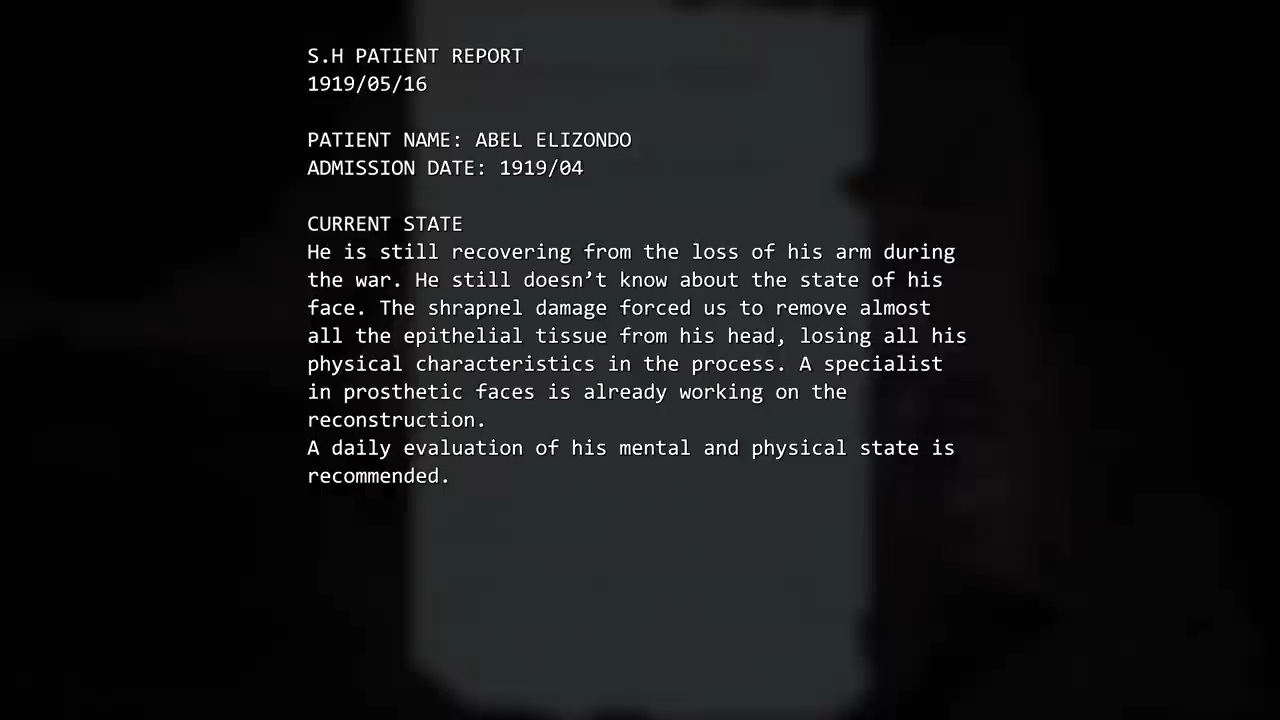 S.H PATIENT REPORT
1919/05/16
PATIENT NAME: ABEL ELIZONDO
ADMISSION DATE: 1919/04
CURRENT STATE
He is still recovering from the loss of his arm during
the war. He still doesn’t know about the state of his
face. The shrapnel damage forced us to remove almost
all the epithelial tissue from his head, losing all his
physical characteristics in the process. A specialist
in prosthetic faces is already working on the
reconstruction.
A daily evaluation of his mental and physical state is
recommended.